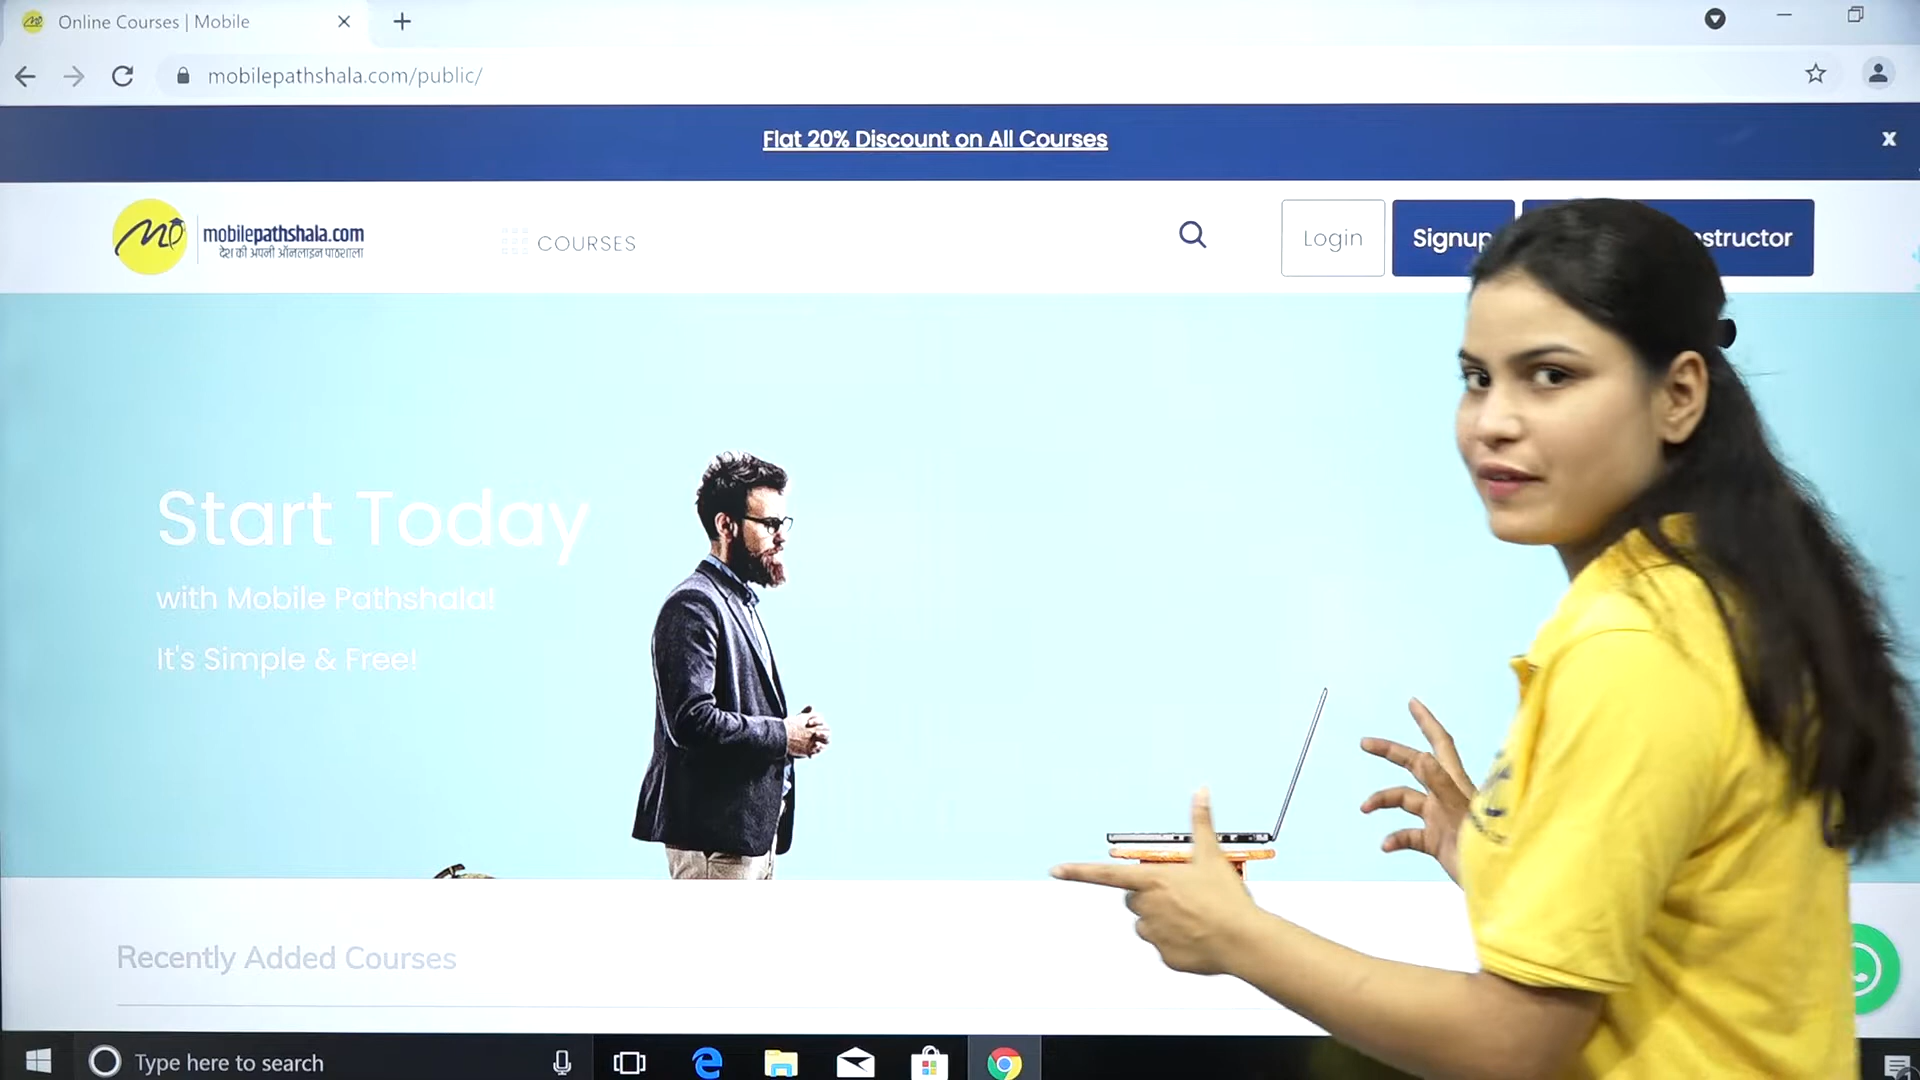 Online Courses | Mobile
mobilepathshala.com/public/
Flat 20% Discount on All Courses
x
mobilepathshala.com
देश की अपनी ऑनलाइन पाठशाला
COURSES
Login
Signup
structor
Start Today
with Mobile Pathshala!
It's Simple & Free!
Recently Added Courses
Type here to search